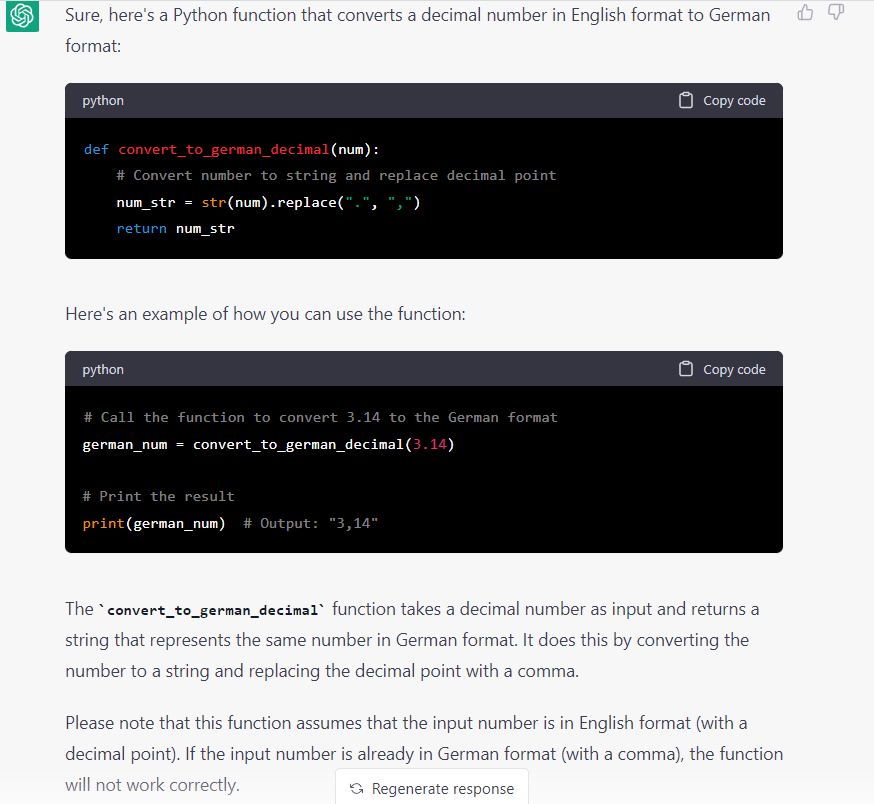 Sure, here's a Python function that converts a decimal number in English format to German
format:
python
Copy code
def convert_to_german_decimal(num):
    # Convert number to string and replace decimal point
    num_str = str(num).replace(".", ",")
    return num_str
Here's an example of how you can use the function:
python
Copy code
# Call the function to convert 3.14 to the German format
german_num = convert_to_german_decimal(3.14)
# Print the result
print(german_num)  # Output: "3,14"
The `convert_to_german_decimal` function takes a decimal number as input and returns a
string that represents the same number in German format. It does this by converting the
number to a string and replacing the decimal point with a comma.
Please note that this function assumes that the input number is in English format (with a
decimal point). If the input number is already in German format (with a comma), the function
will not work correctly.
Regenerate response